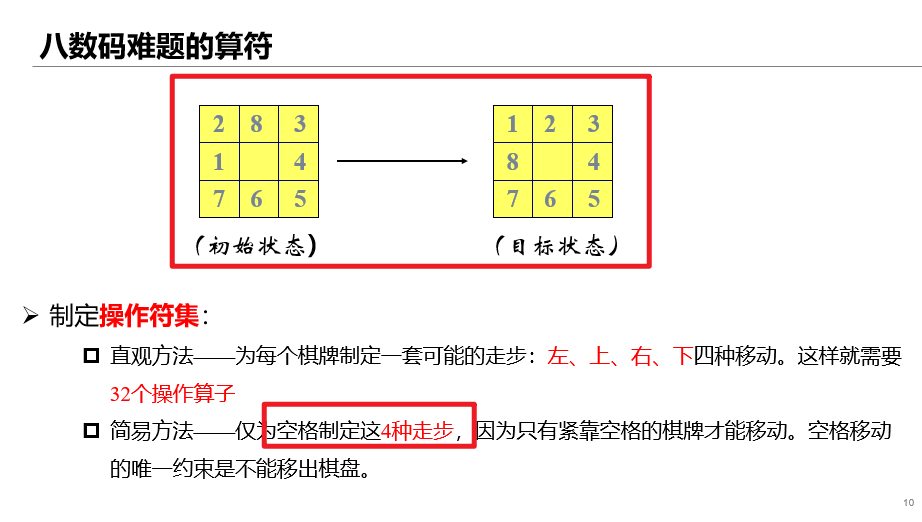 八数码难题的算符
2 8 3 1 2 3
1 4 8 4
7 6 5 7 6 5
(初始状态) (目标状态)
➢ 制定操作符集：
直观方法——为每个棋牌制定一套可能的走步：左、上、右、下四种移动。这样就需要
32个操作算子
简易方法——仅为空格制定这4种走步，因为只有紧靠空格的棋牌才能移动。空格移动
的唯一约束是不能移出棋盘。
10